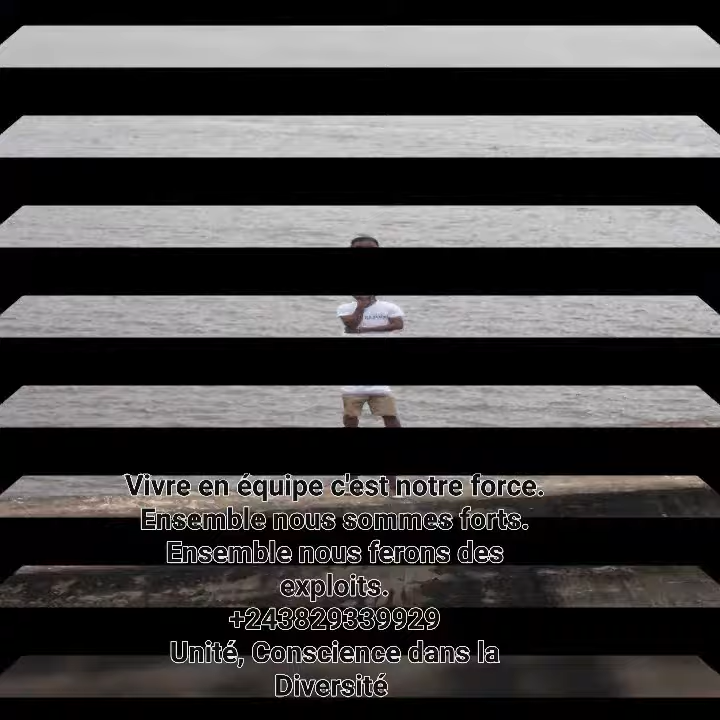 Vivre en équipe c'est notre force.
Ensemble nous sommes forts.
Ensemble nous ferons des
exploits.
+243829339929
Unité, Conscience dans la
Diversité